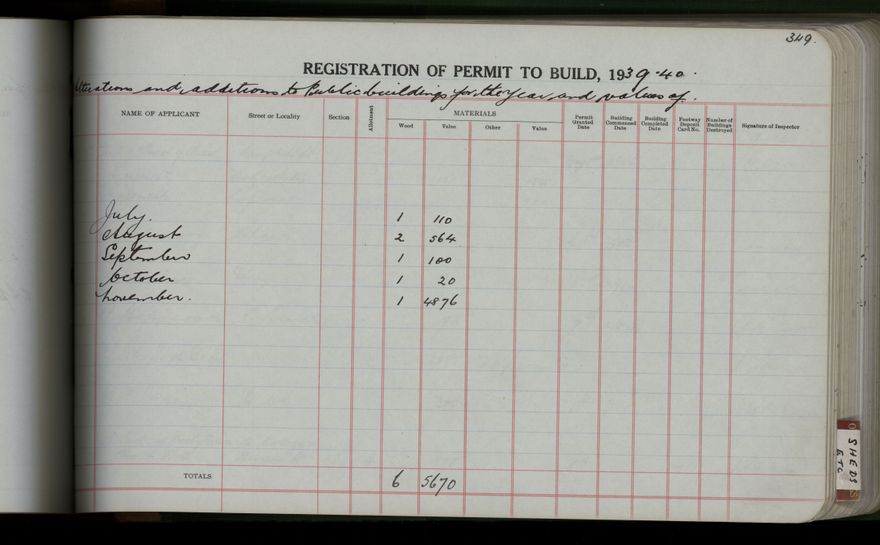 349.
REGISTRATION OF PERMIT TO BUILD, 1939-40.
alterations and additions to Public buildings for the Year and values of.
NAME OF APPLICANT Street or Locality Section Allotment MATERIALS Permit Granted Date Building Commenced Date Building Completed Date Footway Deposit Card No. Number of Buildings Destroyed Signature of Inspector
Wood Value Other Value
July. 1 110
August 2 564
September 1 100
October 1 20
November. 1 4876
TOTALS 6 5670
SHEDS
ETC